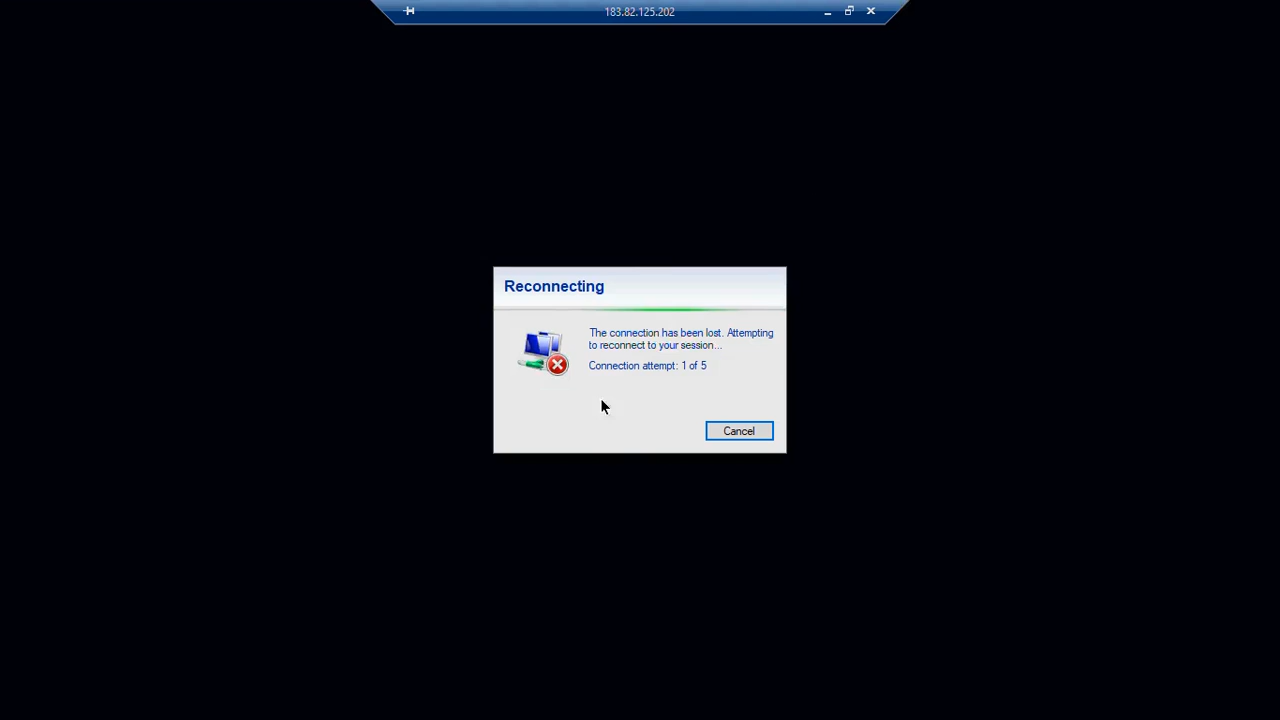 183.82.125.202
Reconnecting
The connection has been lost. Attempting
to reconnect to your session...
Connection attempt: 1 of 5
Cancel